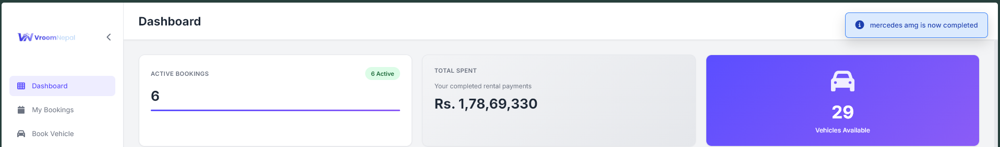 VroomNepal
Dashboard
My Bookings
Book Vehicle
Dashboard
mercedes amg is now completed
ACTIVE BOOKINGS
6 Active
6
TOTAL SPENT
Your completed rental payments
Rs. 1,78,69,330
29
Vehicles Available